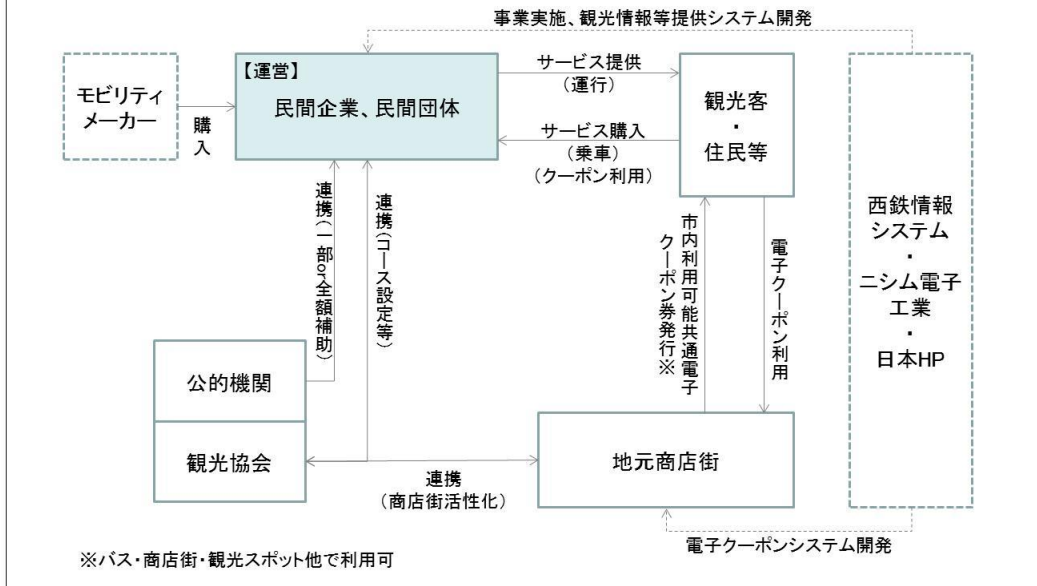 事業実施、観光情報等提供システム開発
モビリティ
メーカー
購
入
【運営】
民間企業、民間団体
サービス提供
（運行）
サービス購入
（乗車）
（クーポン利用）
観光客
・
住民等
西鉄情報
システム
・
ニシム電子
工業
・
日本HP
連携（一部or全額補助）
連携（コース設定等）
市内利用可能共通電子
クーポン券発行※
電子クーポン利用
公的機関
観光協会
連携
（商店街活性化）
地元商店街
電子クーポンシステム開発
※バス・商店街・観光スポット他で利用可